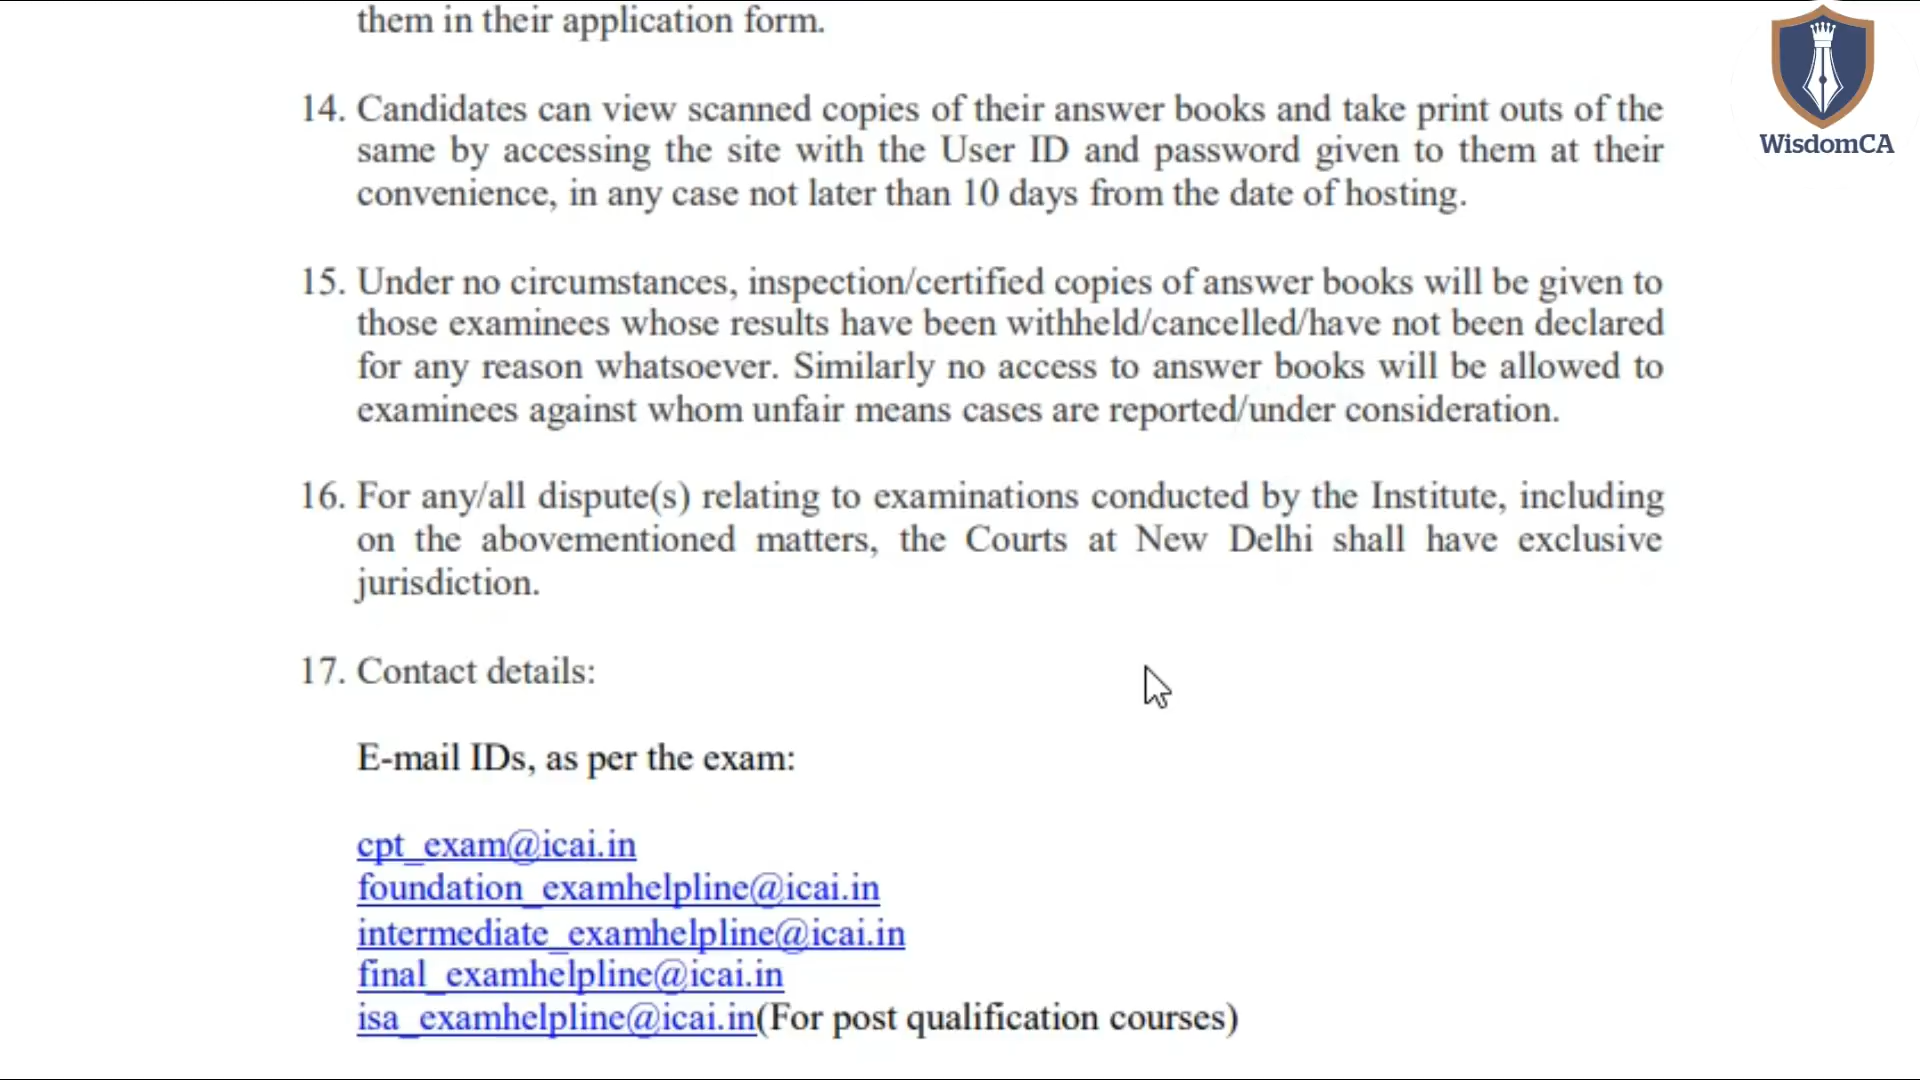 them in their application form.
WisdomCA
14. Candidates can view scanned copies of their answer books and take print outs of the
same by accessing the site with the User ID and password given to them at their
convenience, in any case not later than 10 days from the date of hosting.
15. Under no circumstances, inspection/certified copies of answer books will be given to
those examinees whose results have been withheld/cancelled/have not been declared
for any reason whatsoever. Similarly no access to answer books will be allowed to
examinees against whom unfair means cases are reported/under consideration.
16. For any/all dispute(s) relating to examinations conducted by the Institute, including
on the abovementioned matters, the Courts at New Delhi shall have exclusive
jurisdiction.
17. Contact details:
E-mail IDs, as per the exam:
cpt_exam@icai.in
foundation_examhelpline@icai.in
intermediate_examhelpline@icai.in
final_examhelpline@icai.in
isa_examhelpline@icai.in(For post qualification courses)